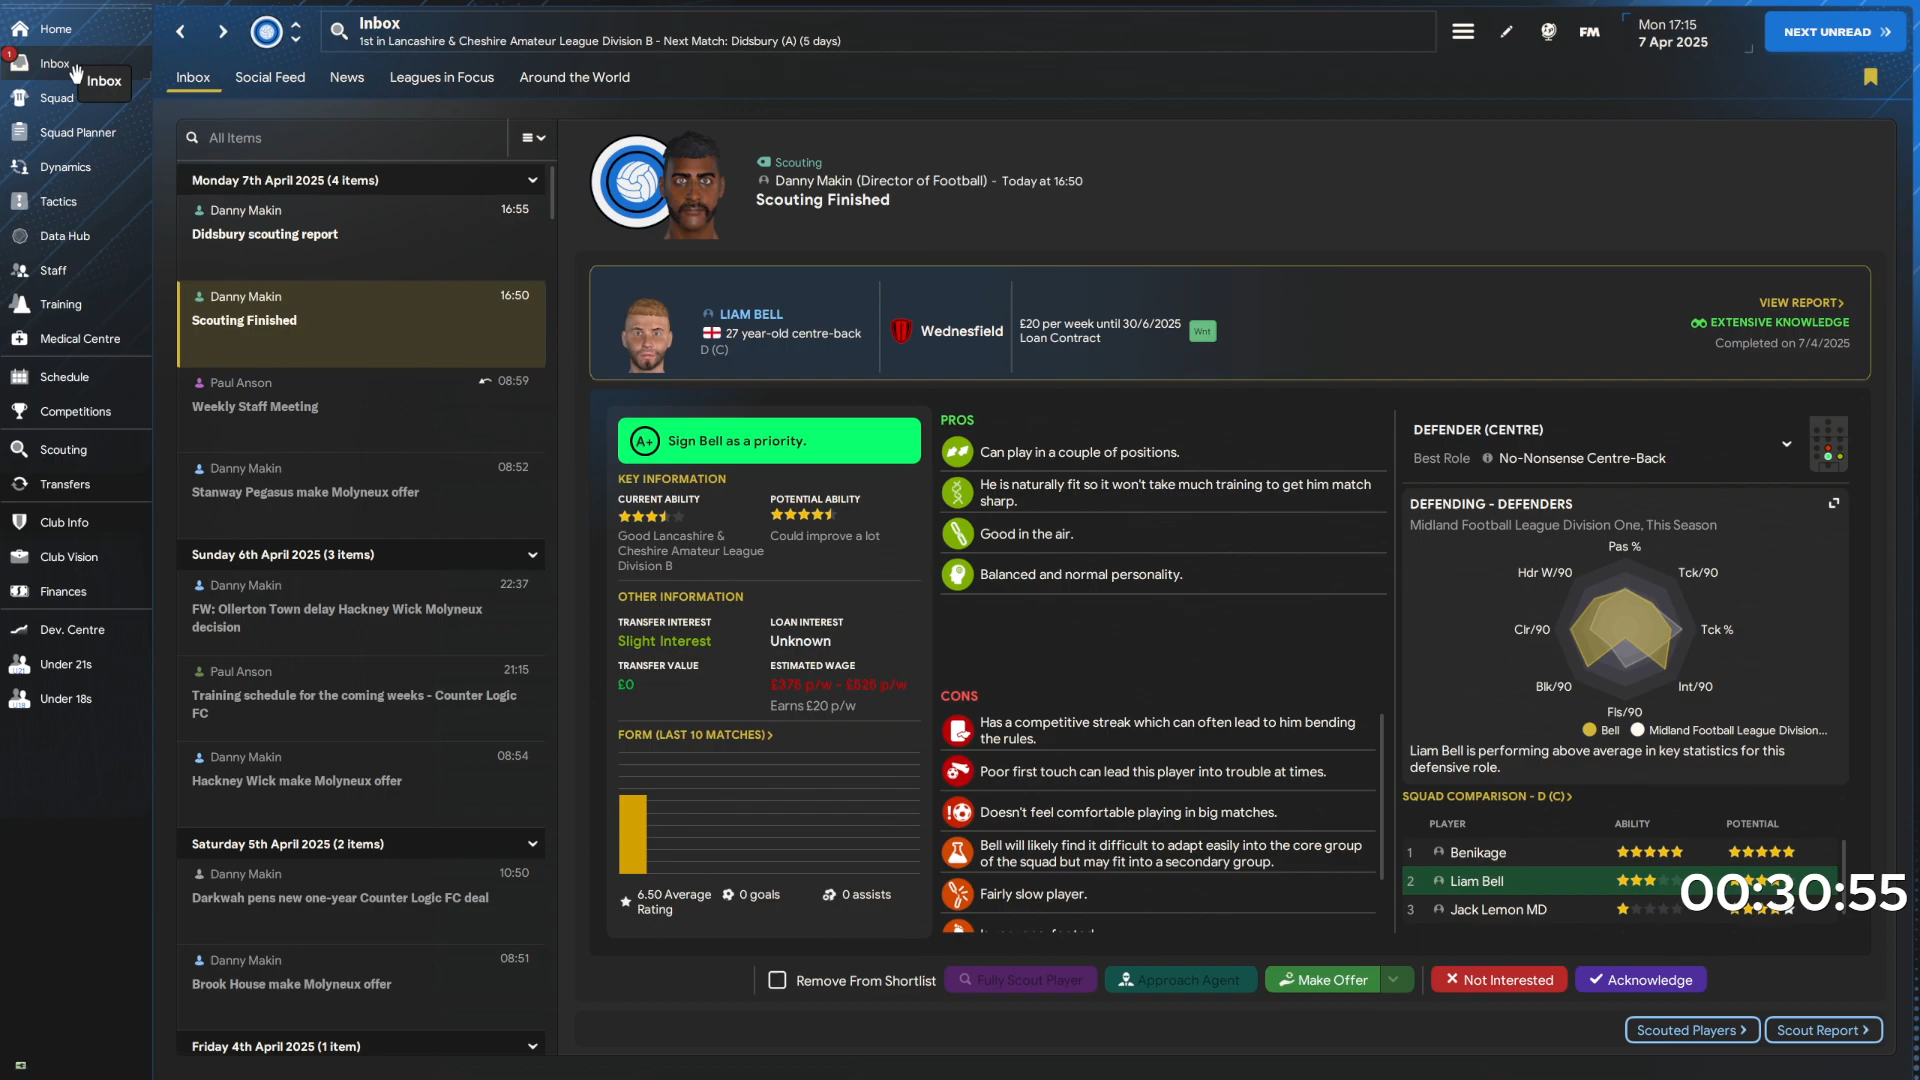 Home
1
Inbox
Inbox
Squad
Squad Planner
Dynamics
Tactics
Data Hub
Staff
Training
Medical Centre
Schedule
Competitions
Scouting
Transfers
Club Info
Club Vision
Finances
Dev. Centre
Under 21s
Under 18s
Inbox
1st in Lancashire & Cheshire Amateur League Division B - Next Match: Didsbury (A) (5 days)
FM
Mon 17:15
7 Apr 2025
NEXT UNREAD
Inbox
Social Feed
News
Leagues in Focus
Around the World
All Items
Monday 7th April 2025 (4 items)
Danny Makin 16:55
Didsbury scouting report
Danny Makin 16:50
Scouting Finished
Paul Anson 08:59
Weekly Staff Meeting
Danny Makin 08:52
Stanway Pegasus make Molyneux offer
Sunday 6th April 2025 (3 items)
Danny Makin 22:37
FW: Ollerton Town delay Hackney Wick Molyneux
decision
Paul Anson 21:15
Training schedule for the coming weeks - Counter Logic
FC
Danny Makin 08:54
Hackney Wick make Molyneux offer
Saturday 5th April 2025 (2 items)
Danny Makin 10:50
Darkwah pens new one-year Counter Logic FC deal
Danny Makin 08:51
Brook House make Molyneux offer
Friday 4th April 2025 (1 item)
Scouting
Danny Makin (Director of Football) - Today at 16:50
Scouting Finished
LIAM BELL
27 year-old centre-back
D (C)
Wednesfield
£20 per week until 30/6/2025
Loan Contract
Wnt
VIEW REPORT
EXTENSIVE KNOWLEDGE
Completed on 7/4/2025
A+ Sign Bell as a priority.
KEY INFORMATION
CURRENT ABILITY
POTENTIAL ABILITY
Good Lancashire &
Cheshire Amateur League
Division B
Could improve a lot
OTHER INFORMATION
TRANSFER INTEREST
Slight Interest
LOAN INTEREST
Unknown
TRANSFER VALUE
£0
ESTIMATED WAGE
£375 p/w - £525 p/w
Earns £20 p/w
FORM (LAST 10 MATCHES)
6.50 Average
Rating
0 goals
0 assists
PROS
Can play in a couple of positions.
He is naturally fit so it won't take much training to get him match
sharp.
Good in the air.
Balanced and normal personality.
CONS
Has a competitive streak which can often lead to him bending
the rules.
Poor first touch can lead this player into trouble at times.
Doesn't feel comfortable playing in big matches.
Bell will likely find it difficult to adapt easily into the core group
of the squad but may fit into a secondary group.
Fairly slow player.
DEFENDER (CENTRE)
Best Role No-Nonsense Centre-Back
DEFENDING - DEFENDERS
Midland Football League Division One, This Season
Pas %
Hdr W/90
Tck/90
Clr/90
Tck %
Blk/90
Int/90
Fls/90
Bell
Midland Football League Division...
Liam Bell is performing above average in key statistics for this
defensive role.
SQUAD COMPARISON - D (C)
PLAYER ABILITY POTENTIAL
1 Benikage
2 Liam Bell
3 Jack Lemon MD
00:30:55
Remove From Shortlist
Fully Scout Player
Approach Agent
Make Offer
Not Interested
Acknowledge
Scouted Players
Scout Report